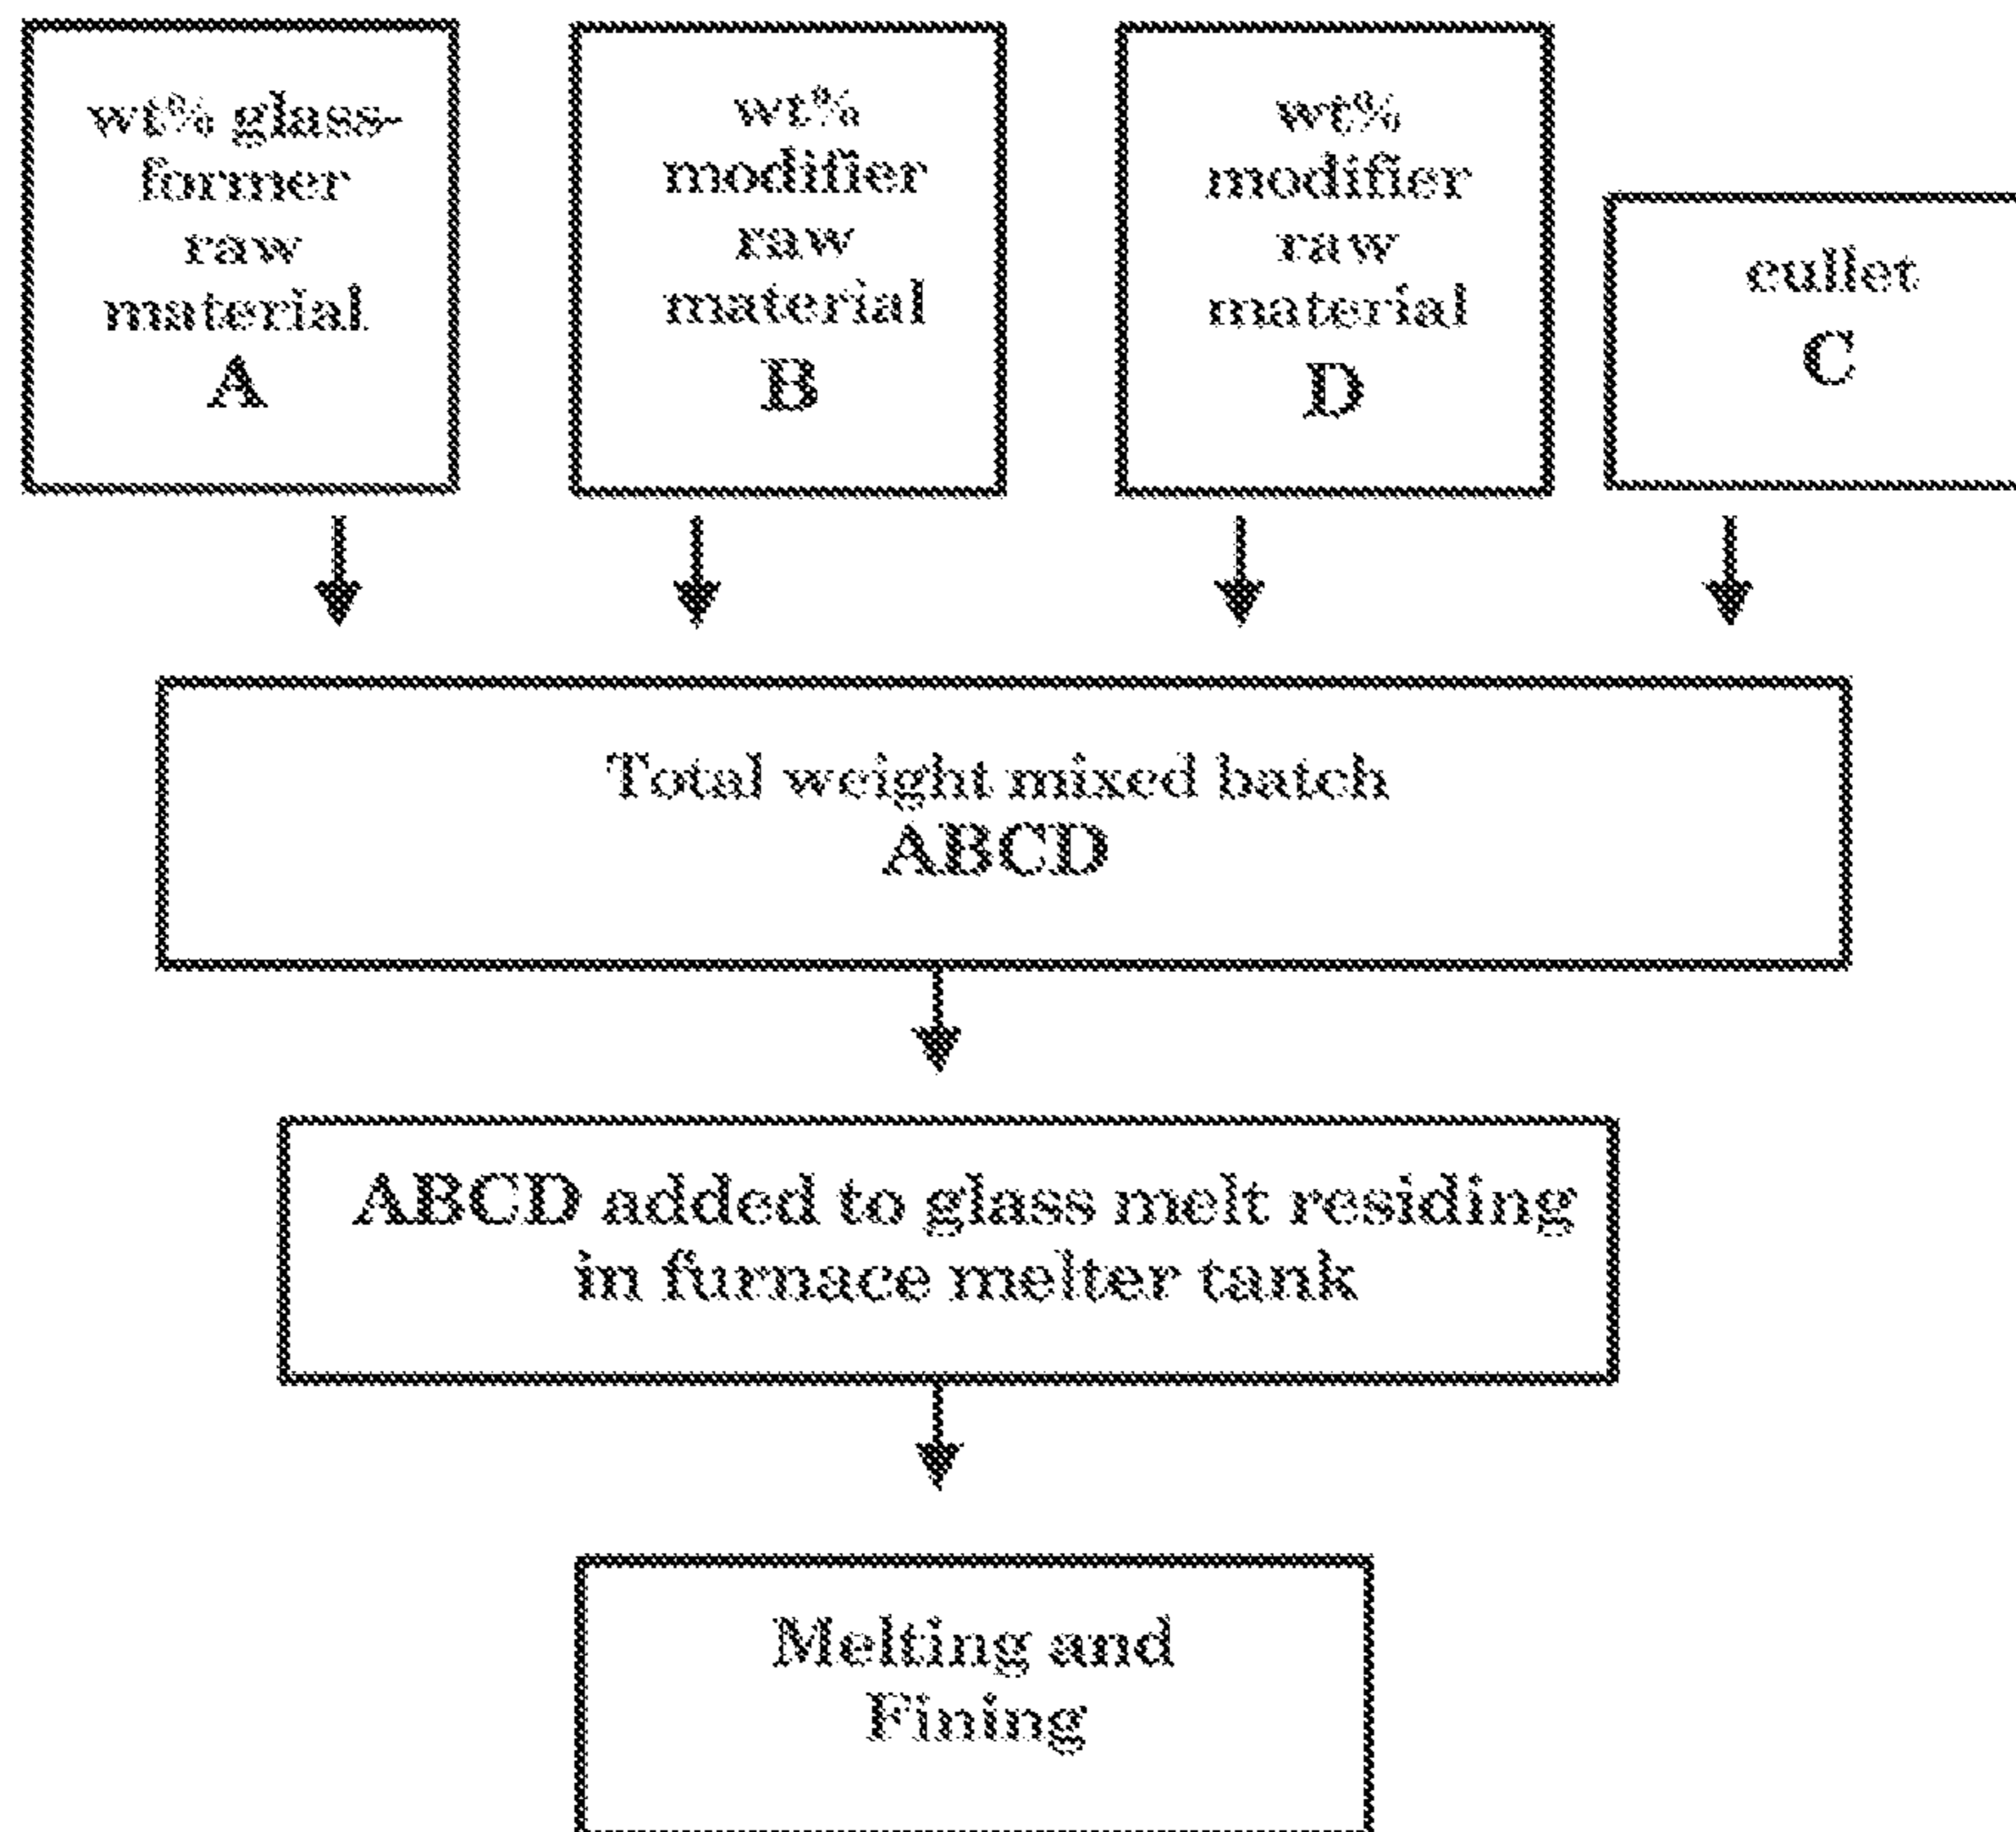 wt% glass-
former
raw
material
A
wt%
modifier
raw
material
B
wt%
modifier
raw
material
D
cullet
C
Total weight mixed batch
ABCD
ABCD added to glass melt residing
in furnace melter tank
Melting and
Fining